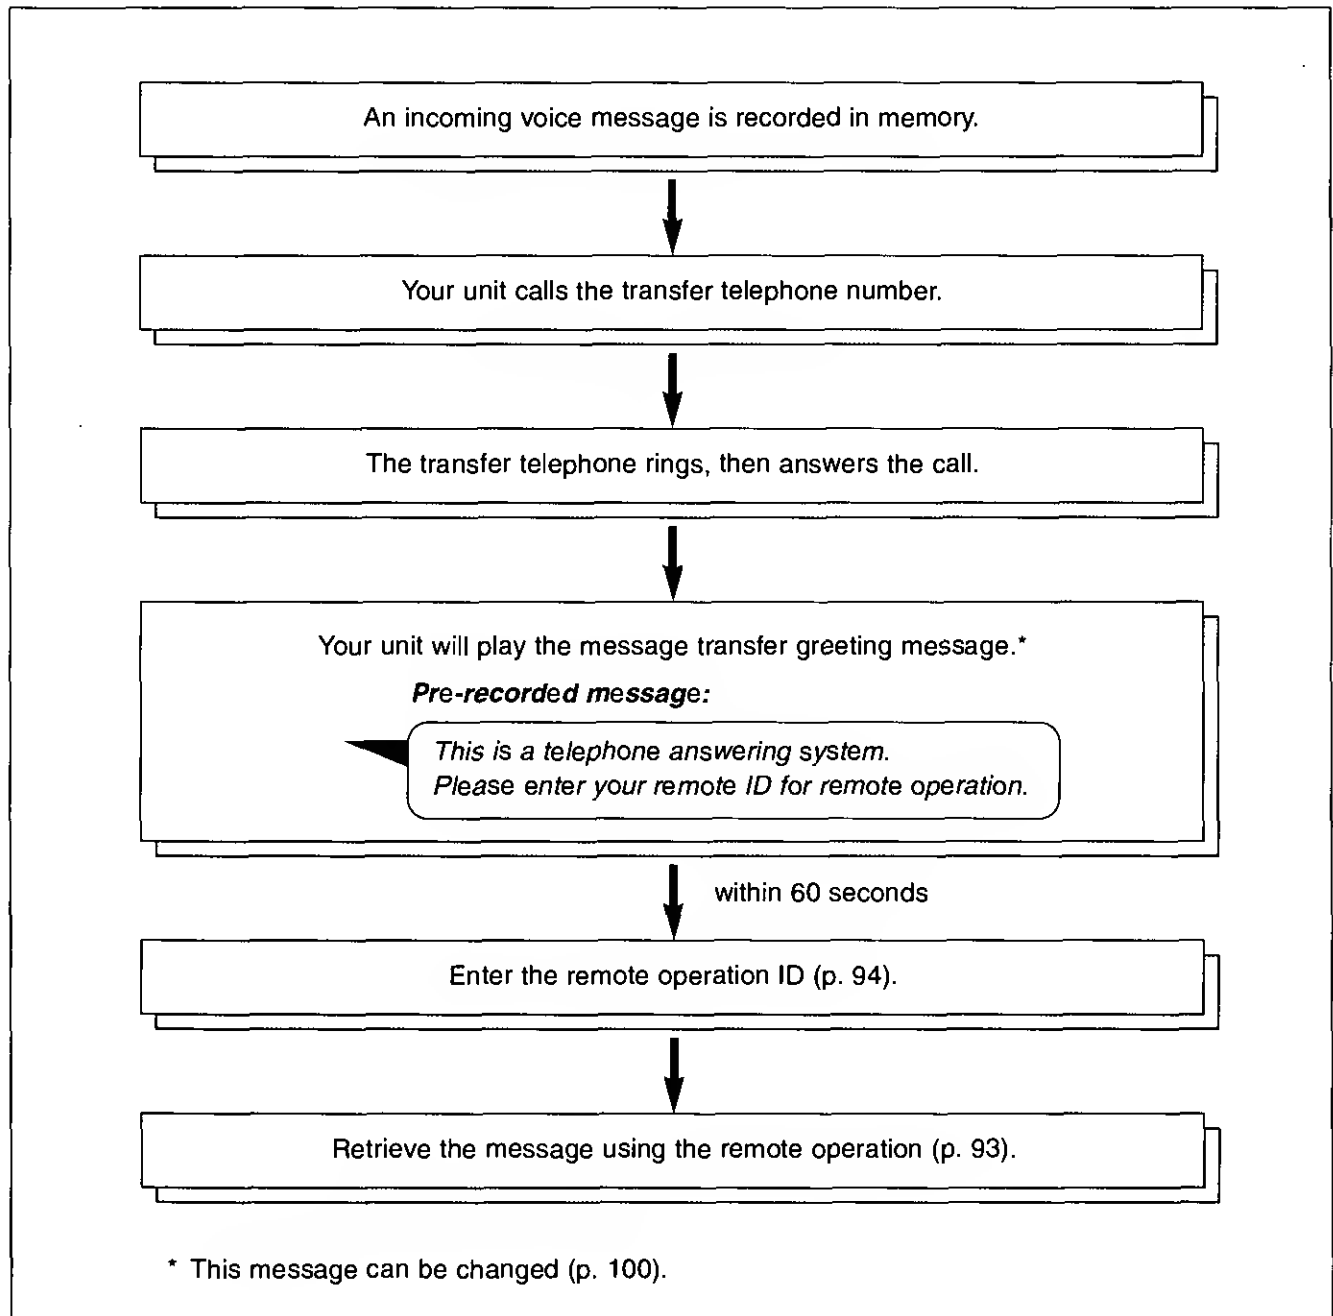 An incoming voice message is recorded in memory.
Your unit calls the transfer telephone number.
The transfer telephone rings, then answers the call.
Your unit will play the message transfer greeting message.*
Pre-recorded message:
This is a telephone answering system.
Please enter your remote ID for remote operation.
within 60 seconds
Enter the remote operation ID (p. 94).
Retrieve the message using the remote operation (p. 93).
* This message can be changed (p. 100).